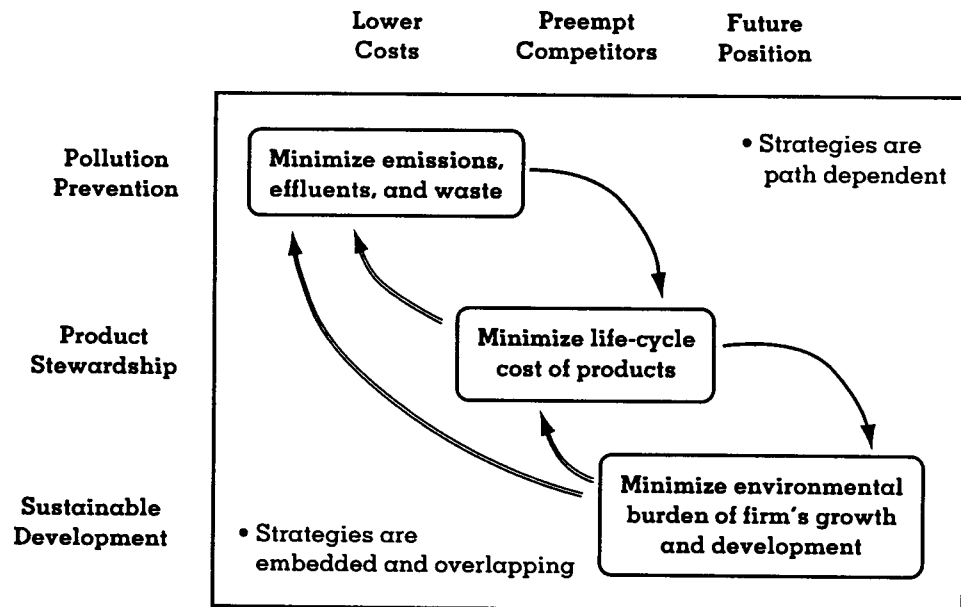 Lower
Costs
Preempt
Competitors
Future
Position
Pollution
Prevention
Minimize emissions,
effluents, and waste
• Strategies are
path dependent
Product
Stewardship
Minimize life-cycle
cost of products
Sustainable
Development
Minimize environmental
burden of firm's growth
and development
• Strategies are
embedded and overlapping